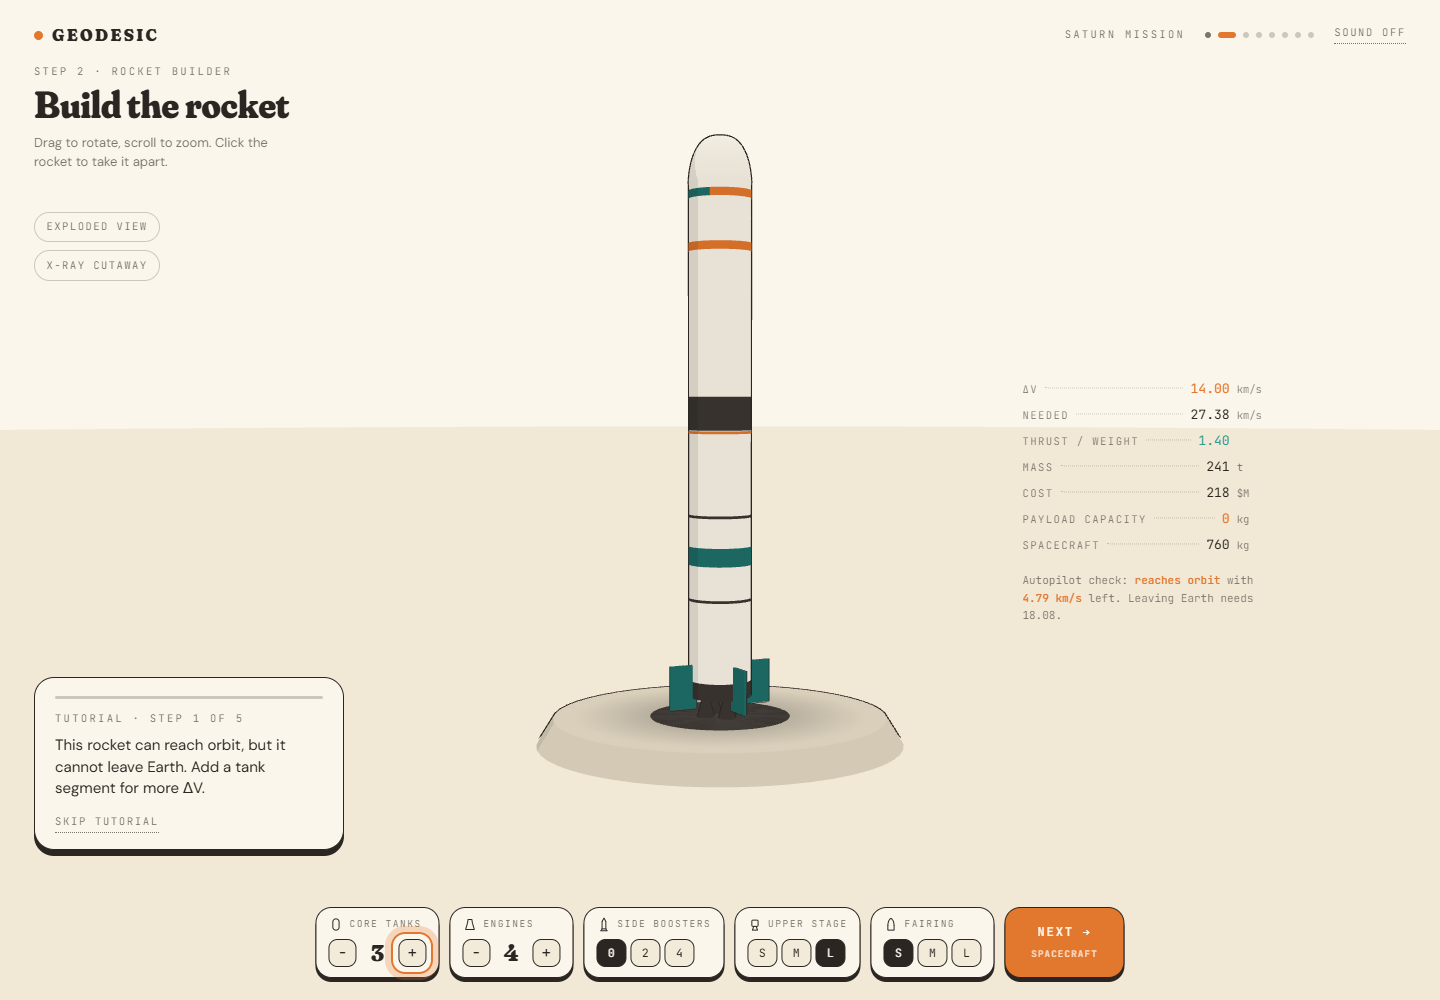 GEODESIC
SATURN MISSION
SOUND OFF
STEP 2 · ROCKET BUILDER
Build the rocket
Drag to rotate, scroll to zoom. Click the
rocket to take it apart.
EXPLODED VIEW
X-RAY CUTAWAY
ΔV 14.00 km/s
NEEDED 27.38 km/s
THRUST / WEIGHT 1.40
MASS 241 t
COST 218 $M
PAYLOAD CAPACITY 0 kg
SPACECRAFT 760 kg
Autopilot check: reaches orbit with
4.79 km/s left. Leaving Earth needs
18.08.
TUTORIAL · STEP 1 OF 5
This rocket can reach orbit, but it
cannot leave Earth. Add a tank
segment for more ΔV.
SKIP TUTORIAL
CORE TANKS
- 3 +
ENGINES
- 4 +
SIDE BOOSTERS
0 2 4
UPPER STAGE
S M L
FAIRING
S M L
NEXT →
SPACECRAFT